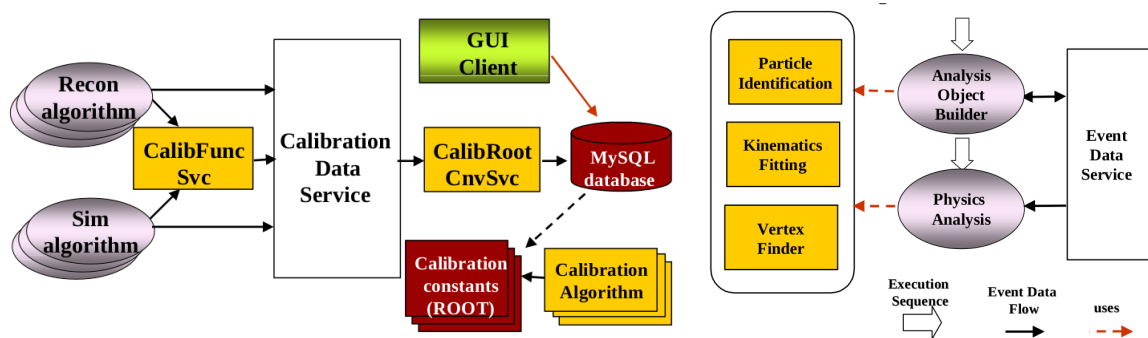 Recon
algorithm
CalibFunc
Svc
Sim
algorithm
Calibration
Data
Service
GUI
Client
CalibRoot
CnvSvc
MySQL
database
Calibration
constants
(ROOT)
Calibration
Algorithm
Particle
Identification
Kinematics
Fitting
Vertex
Finder
Analysis
Object
Builder
Physics
Analysis
Event
Data
Service
Execution
Sequence
Event Data
Flow
uses